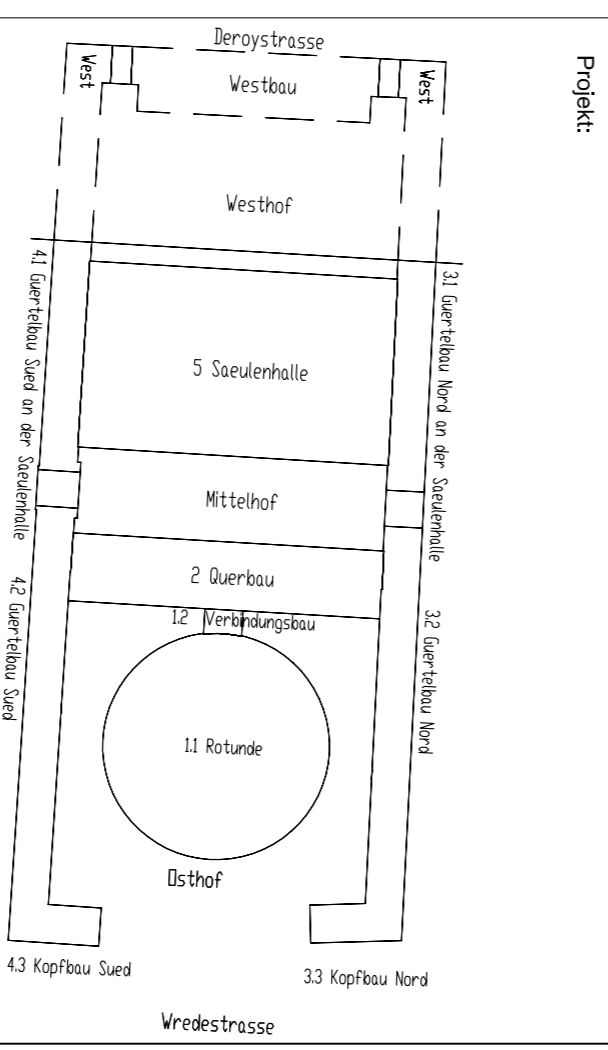 Projekt:
Deroystrasse
West
Westbau
West
Westhof
4.1 Guertelbau Sued an der Saeulenhalle
3.1 Guertelbau Nord an der Saeulenhalle
5 Saeulenhalle
Mittelhof
2 Querbau
4.2 Guertelbau Sued
3.2 Guertelbau Nord
1.2 Verbindungsbau
1.1 Rotunde
Osthof
4.3 Kopfbau Sued
3.3 Kopfbau Nord
Wredestrasse